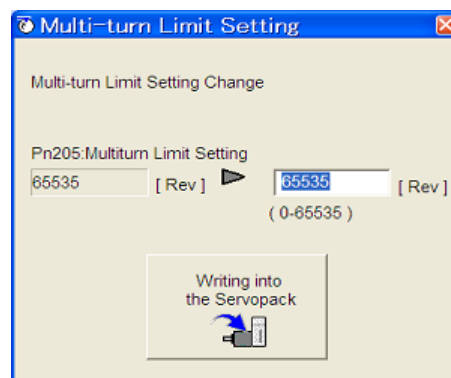 Multi-turn Limit Setting
Multi-turn Limit Setting Change
Pn205:Multiturn Limit Setting
65535 [ Rev ] 65535 [ Rev ]
( 0-65535 )
Writing into
the Servopack